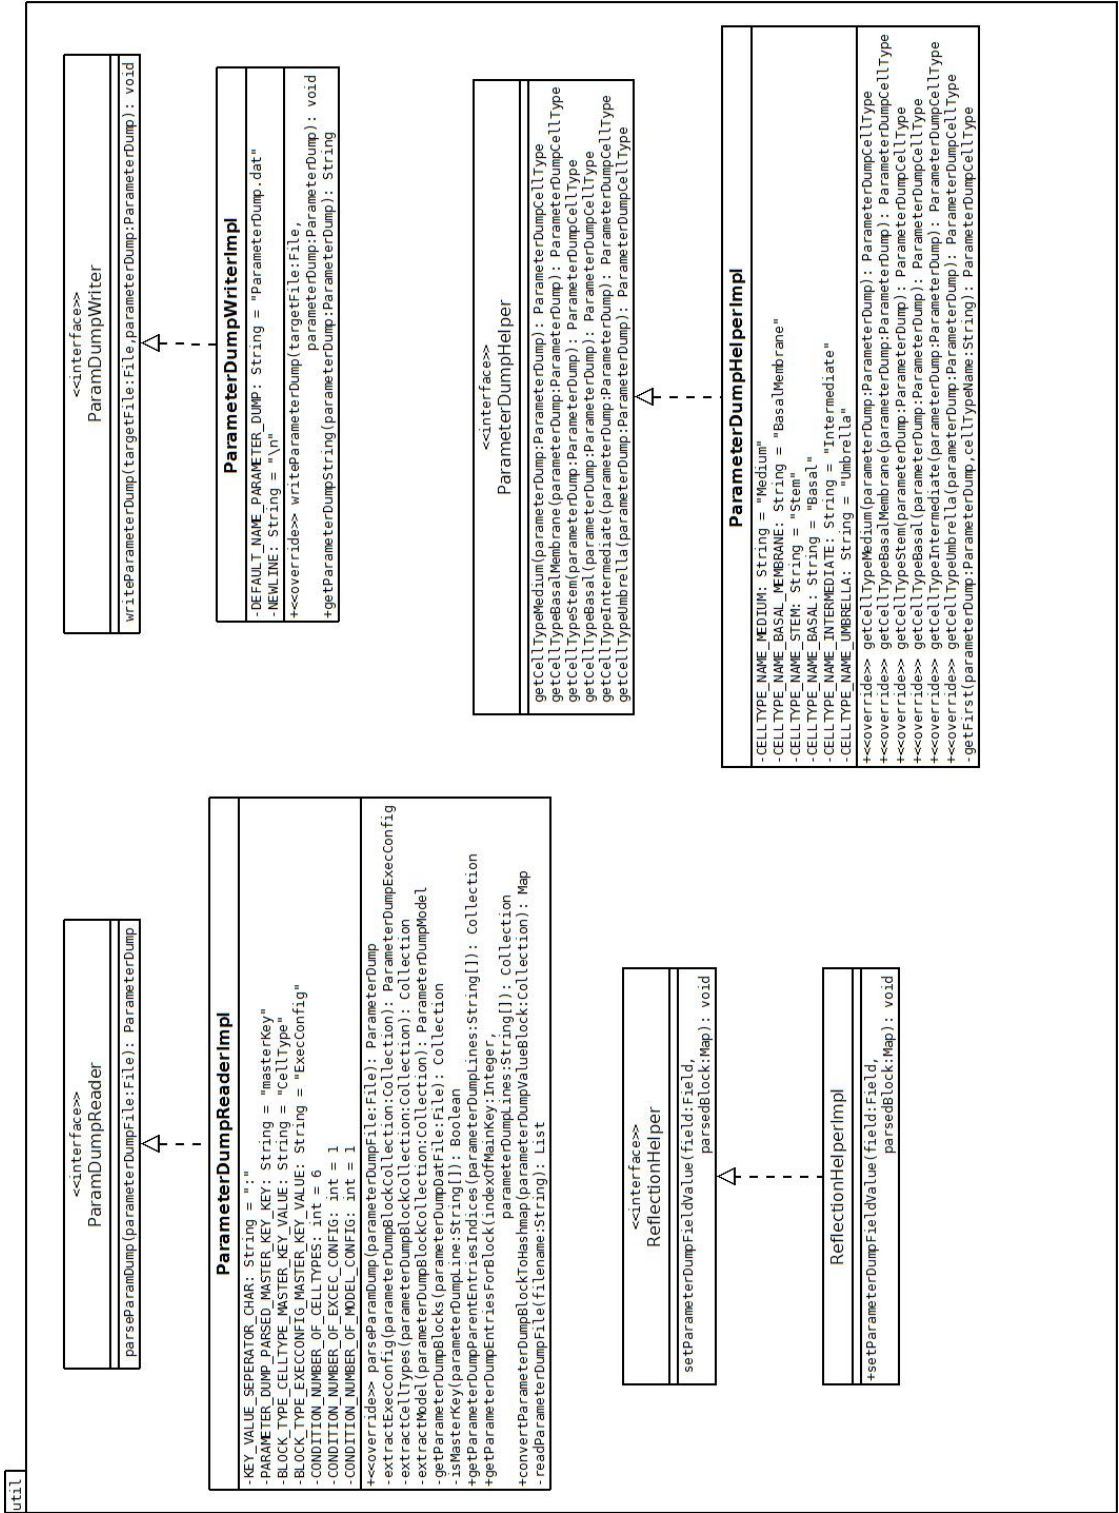 util
<<interface>>
ParamDumpReader
parseParamDump(parameterDumpFile:File): ParameterDump
ParameterDumpReaderImpl
-KEY_VALUE_SEPERATOR_CHAR: String = ":"
-PARAMETER_DUMP_PARSED_MASTER_KEY_KEY: String = "masterKey"
-BLOCK_TYPE_CELLTYPE_MASTER_KEY_VALUE: String = "CellType"
-BLOCK_TYPE_EXECCONFIG_MASTER_KEY_VALUE: String = "ExecConfig"
-CONDITION_NUMBER_OF_CELLTYPES: int = 6
-CONDITION_NUMBER_OF_EXCEC_CONFIG: int = 1
-CONDITION_NUMBER_OF_MODEL_CONFIG: int = 1
+<<override>> parseParamDump(parameterDumpFile:File): ParameterDump
-extractExecConfig(parameterDumpBlockCollection:Collection): ParameterDumpExecConfig
-extractCellTypes(parameterDumpBlockCollection:Collection): Collection
-extractModel(parameterDumpBlockCollection:Collection): ParameterDumpModel
-getParameterDumpBlocks(parameterDumpDatFile:File): Collection
-isMasterKey(parameterDumpLine:String[]): Boolean
+getParameterDumpParentEntriesIndices(parameterDumpLines:String[]): Collection
+getParameterDumpEntriesForBlock(indexOfMainKey:Integer,
parameterDumpLines:String[]): Collection
+convertParameterDumpBlockToHashmap(parameterDumpValueBlock:Collection): Map
-readParameterDumpFile(filename:String): List
<<interface>>
ReflectionHelper
setParameterDumpFieldValue(field:Field,
parsedBlock:Map): void
ReflectionHelperImpl
+setParameterDumpFieldValue(field:Field,
parsedBlock:Map): void
<<interface>>
ParamDumpWriter
writeParameterDump(targetFile:File,parameterDump:ParameterDump): void
ParameterDumpWriterImpl
-DEFAULT_NAME_PARAMETER_DUMP: String = "ParameterDump.dat"
-NEWLINE: String = "\n"
+<<override>> writeParameterDump(targetFile:File,
parameterDump:ParameterDump): void
+getParameterDumpString(parameterDump:ParameterDump): String
<<interface>>
ParameterDumpHelper
getCellTypeMedium(parameterDump:ParameterDump): ParameterDumpCellType
getCellTypeBasalMembrane(parameterDump:ParameterDump): ParameterDumpCellType
getCellTypeStem(parameterDump:ParameterDump): ParameterDumpCellType
getCellTypeBasal(parameterDump:ParameterDump): ParameterDumpCellType
getCellTypeIntermediate(parameterDump:ParameterDump): ParameterDumpCellType
getCellTypeUmbrella(parameterDump:ParameterDump): ParameterDumpCellType
ParameterDumpHelperImpl
-CELLTYPE_NAME_MEDIUM: String = "Medium"
-CELLTYPE_NAME_BASAL_MEMBRANE: String = "BasalMembrane"
-CELLTYPE_NAME_STEM: String = "Stem"
-CELLTYPE_NAME_BASAL: String = "Basal"
-CELLTYPE_NAME_INTERMEDIATE: String = "Intermediate"
-CELLTYPE_NAME_UMBRELLA: String = "Umbrella"
+<<override>> getCellTypeMedium(parameterDump:ParameterDump): ParameterDumpCellType
+<<override>> getCellTypeBasalMembrane(parameterDump:ParameterDump): ParameterDumpCellType
+<<override>> getCellTypeStem(parameterDump:ParameterDump): ParameterDumpCellType
+<<override>> getCellTypeBasal(parameterDump:ParameterDump): ParameterDumpCellType
+<<override>> getCellTypeIntermediate(parameterDump:ParameterDump): ParameterDumpCellType
+<<override>> getCellTypeUmbrella(parameterDump:ParameterDump): ParameterDumpCellType
-getFirst(parameterDump:ParameterDump,cellTypeName:String): ParameterDumpCellType